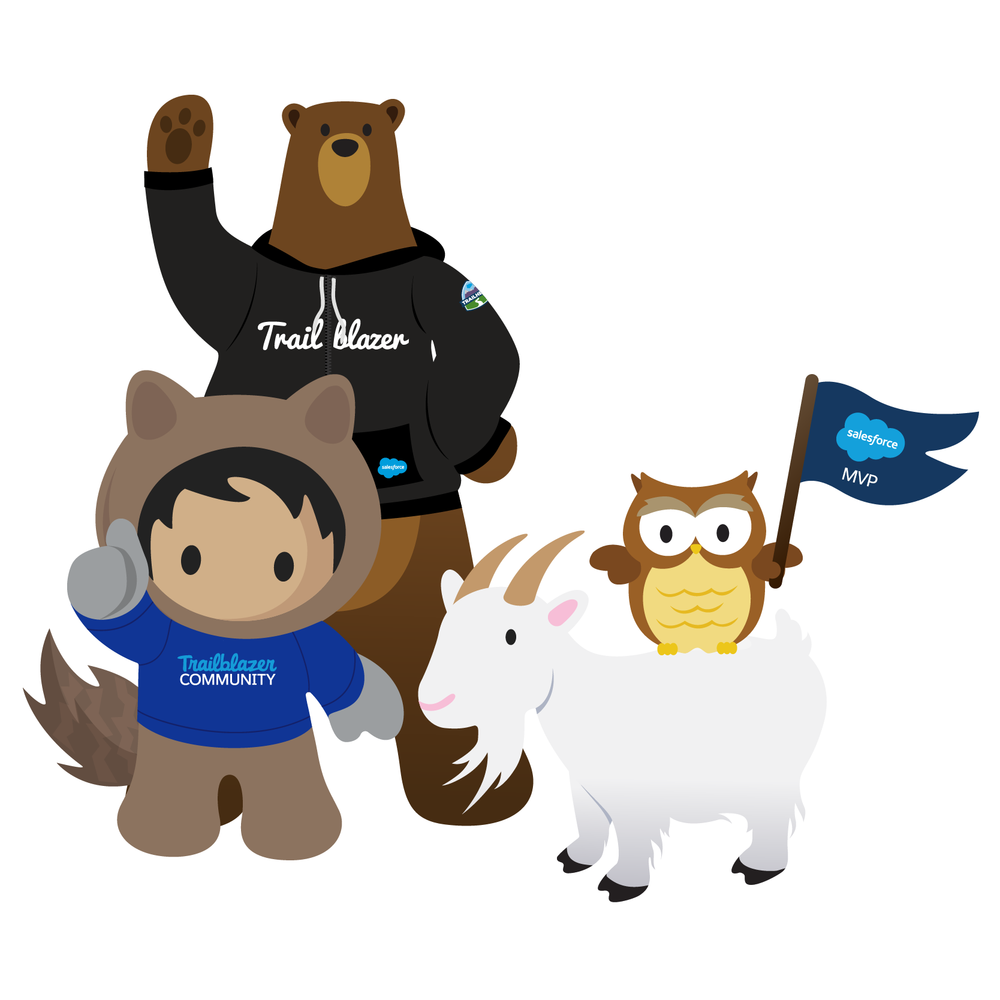 Trail blazer
salesforce
Trailblazer
COMMUNITY
salesforce
MVP